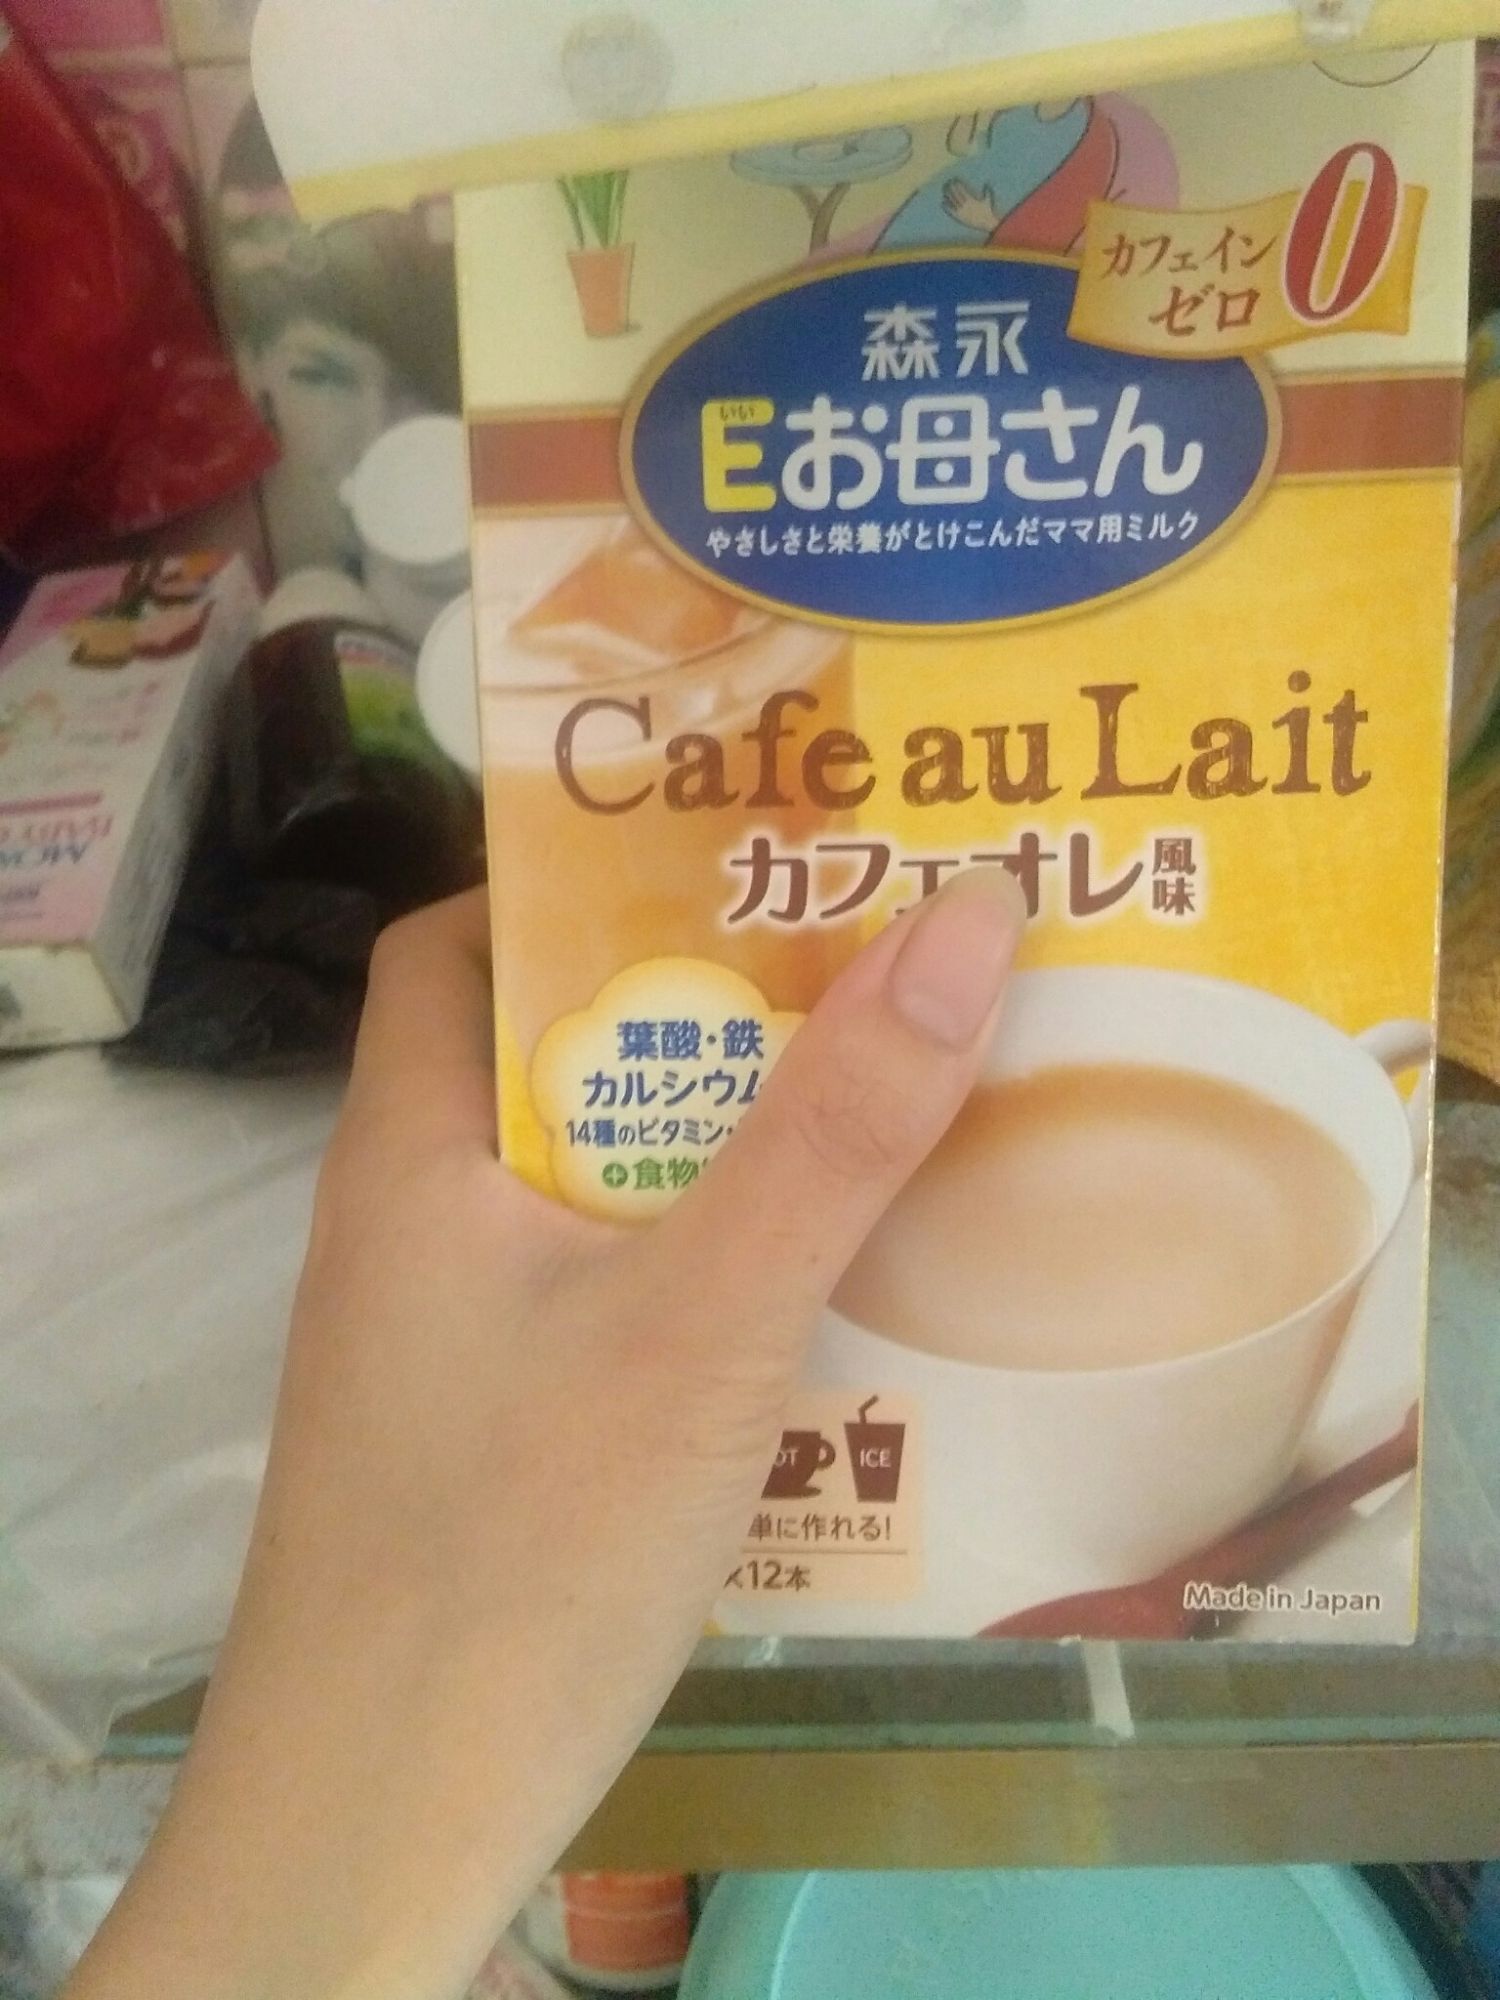 カフェイン
ゼロ
0
森永
いい
Eお母さん
やさしさと栄養がとけこんだママ用ミルク
Cafe au Lait
カフェオレ風味
葉酸・鉄
カルシウム
14種のビタミン・
+食物
ICE
単に作れる!
×12本
Made in Japan